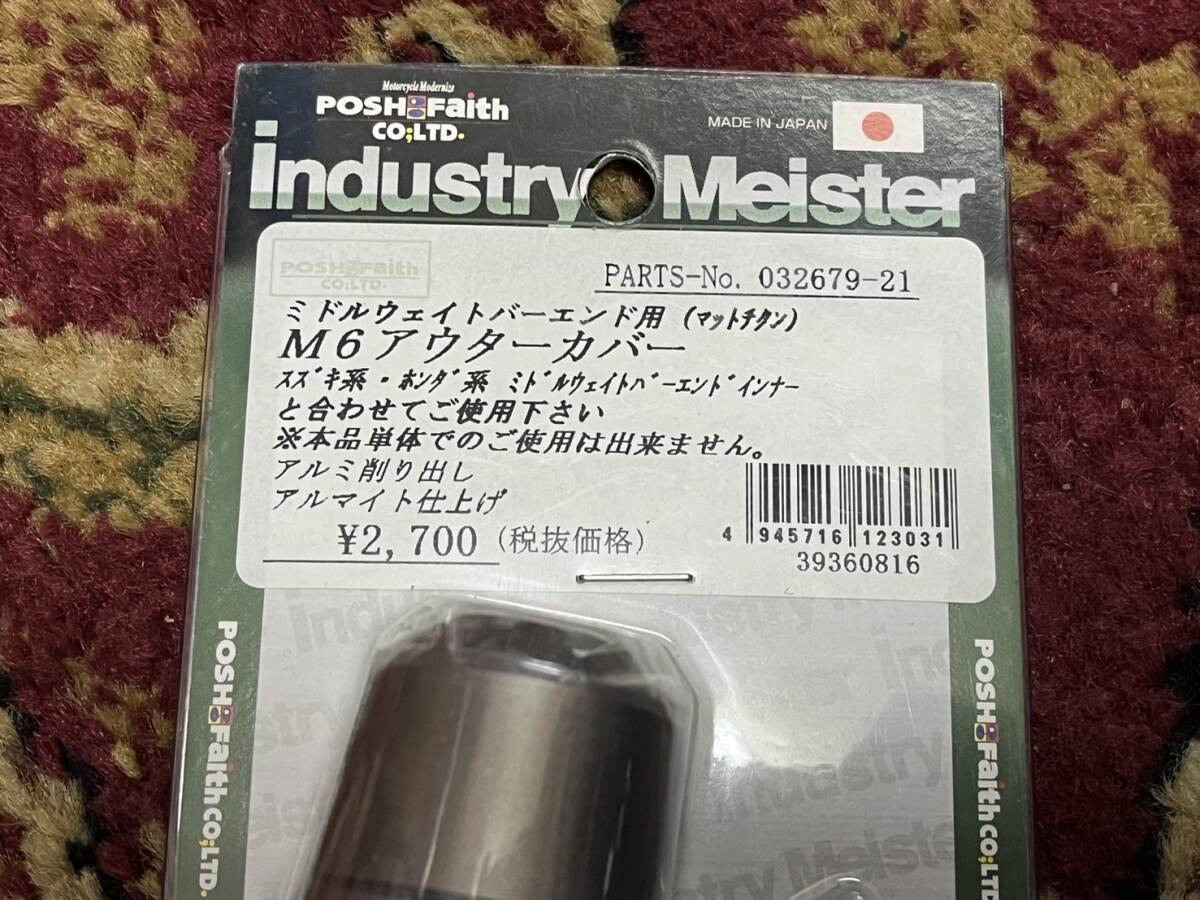 Motorcycle Modernize
POSH Faith
CO;LTD.
MADE IN JAPAN
industry Meister
POSH Faith
CO;LTD.
PARTS-No. 032679-21
ミドルウェイトバーエンド用 (マットチタン)
M6アウターカバー
スズキ系・ホンダ系 ミドルウェイトバーエンドインナー
と合わせてご使用下さい
※本品単体でのご使用は出来ません。
アルミ削り出し
アルマイト仕上げ
¥2,700 (税抜価格)
4 945716 123031
39360816
industry Meister
POSH Faith CO;LTD.
POSH Faith CO;LTD.
industry Meister